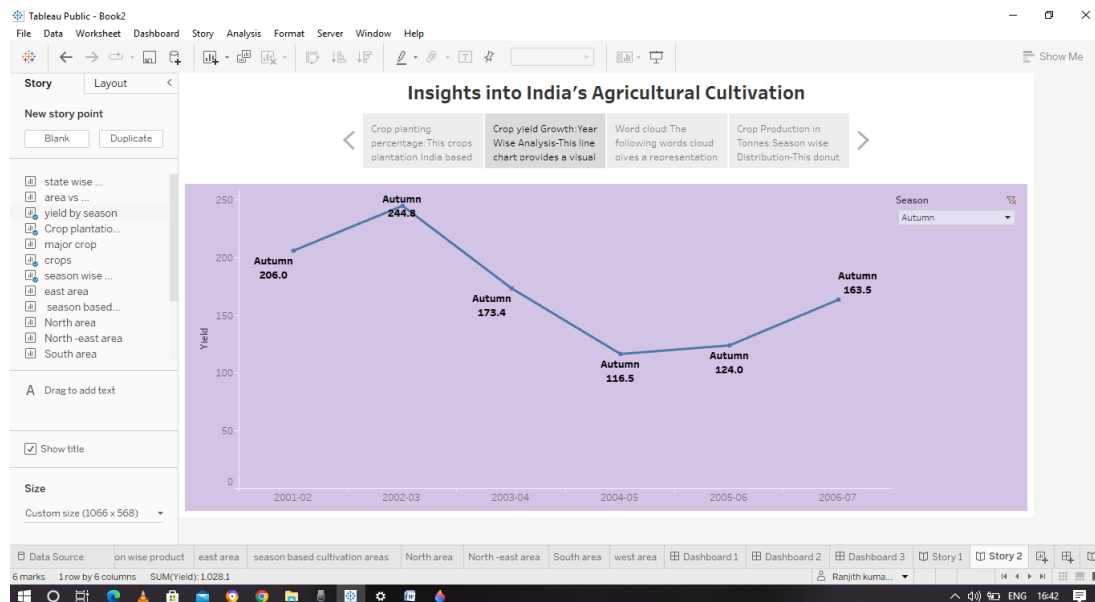 Tableau Public - Book2
File Data Worksheet Dashboard Story Analysis Format Server Window Help
Show Me
Story Layout
New story point
Blank Duplicate
state wise ...
area vs ...
yield by season
Crop plantatio...
major crop
crops
season wise ...
east area
season based...
North area
North -east area
South area
A Drag to add text
Show title
Size
Custom size (1066 x 568)
Insights into India's Agricultural Cultivation
Crop planting
percentage:This crops
plantation India based
Crop yield Growth:Year
Wise Analysis-This line
chart provides a visual
Word cloud:The
following words cloud
gives a representation
Crop Production in
Tonnes:Season wise
Distribution-This donut
Season
Autumn
Yield
250
200
150
100
50
0
Autumn
206.0
Autumn
244.8
Autumn
173.4
Autumn
116.5
Autumn
124.0
Autumn
163.5
2001-02 2002-03 2003-04 2004-05 2005-06 2006-07
Data Source on wise product east area season based cultivation areas North area North -east area South area west area Dashboard 1 Dashboard 2 Dashboard 3 Story 1 Story 2
6 marks 1 row by 6 columns SUM(Yield): 1,028.1 Ranjith kuma...
ENG 16:42